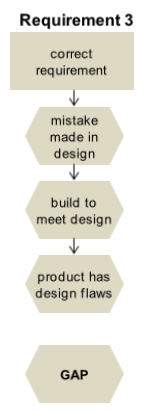 Requirement 3
correct
requirement
mistake
made in
design
build to
meet design
product has
design flaws
GAP